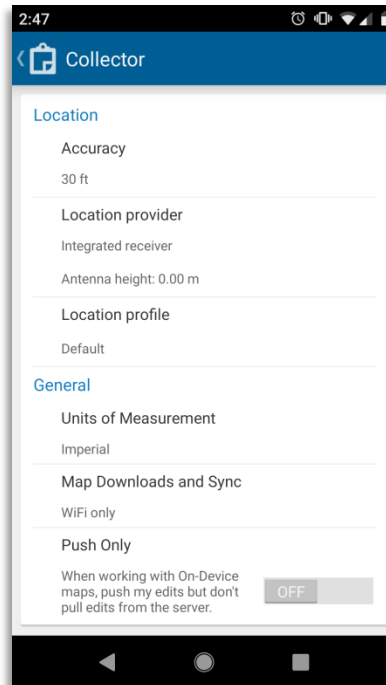 2:47
Collector
Location
Accuracy
30 ft
Location provider
Integrated receiver
Antenna height: 0.00 m
Location profile
Default
General
Units of Measurement
Imperial
Map Downloads and Sync
WiFi only
Push Only
When working with On-Device
maps, push my edits but don't
pull edits from the server.
OFF